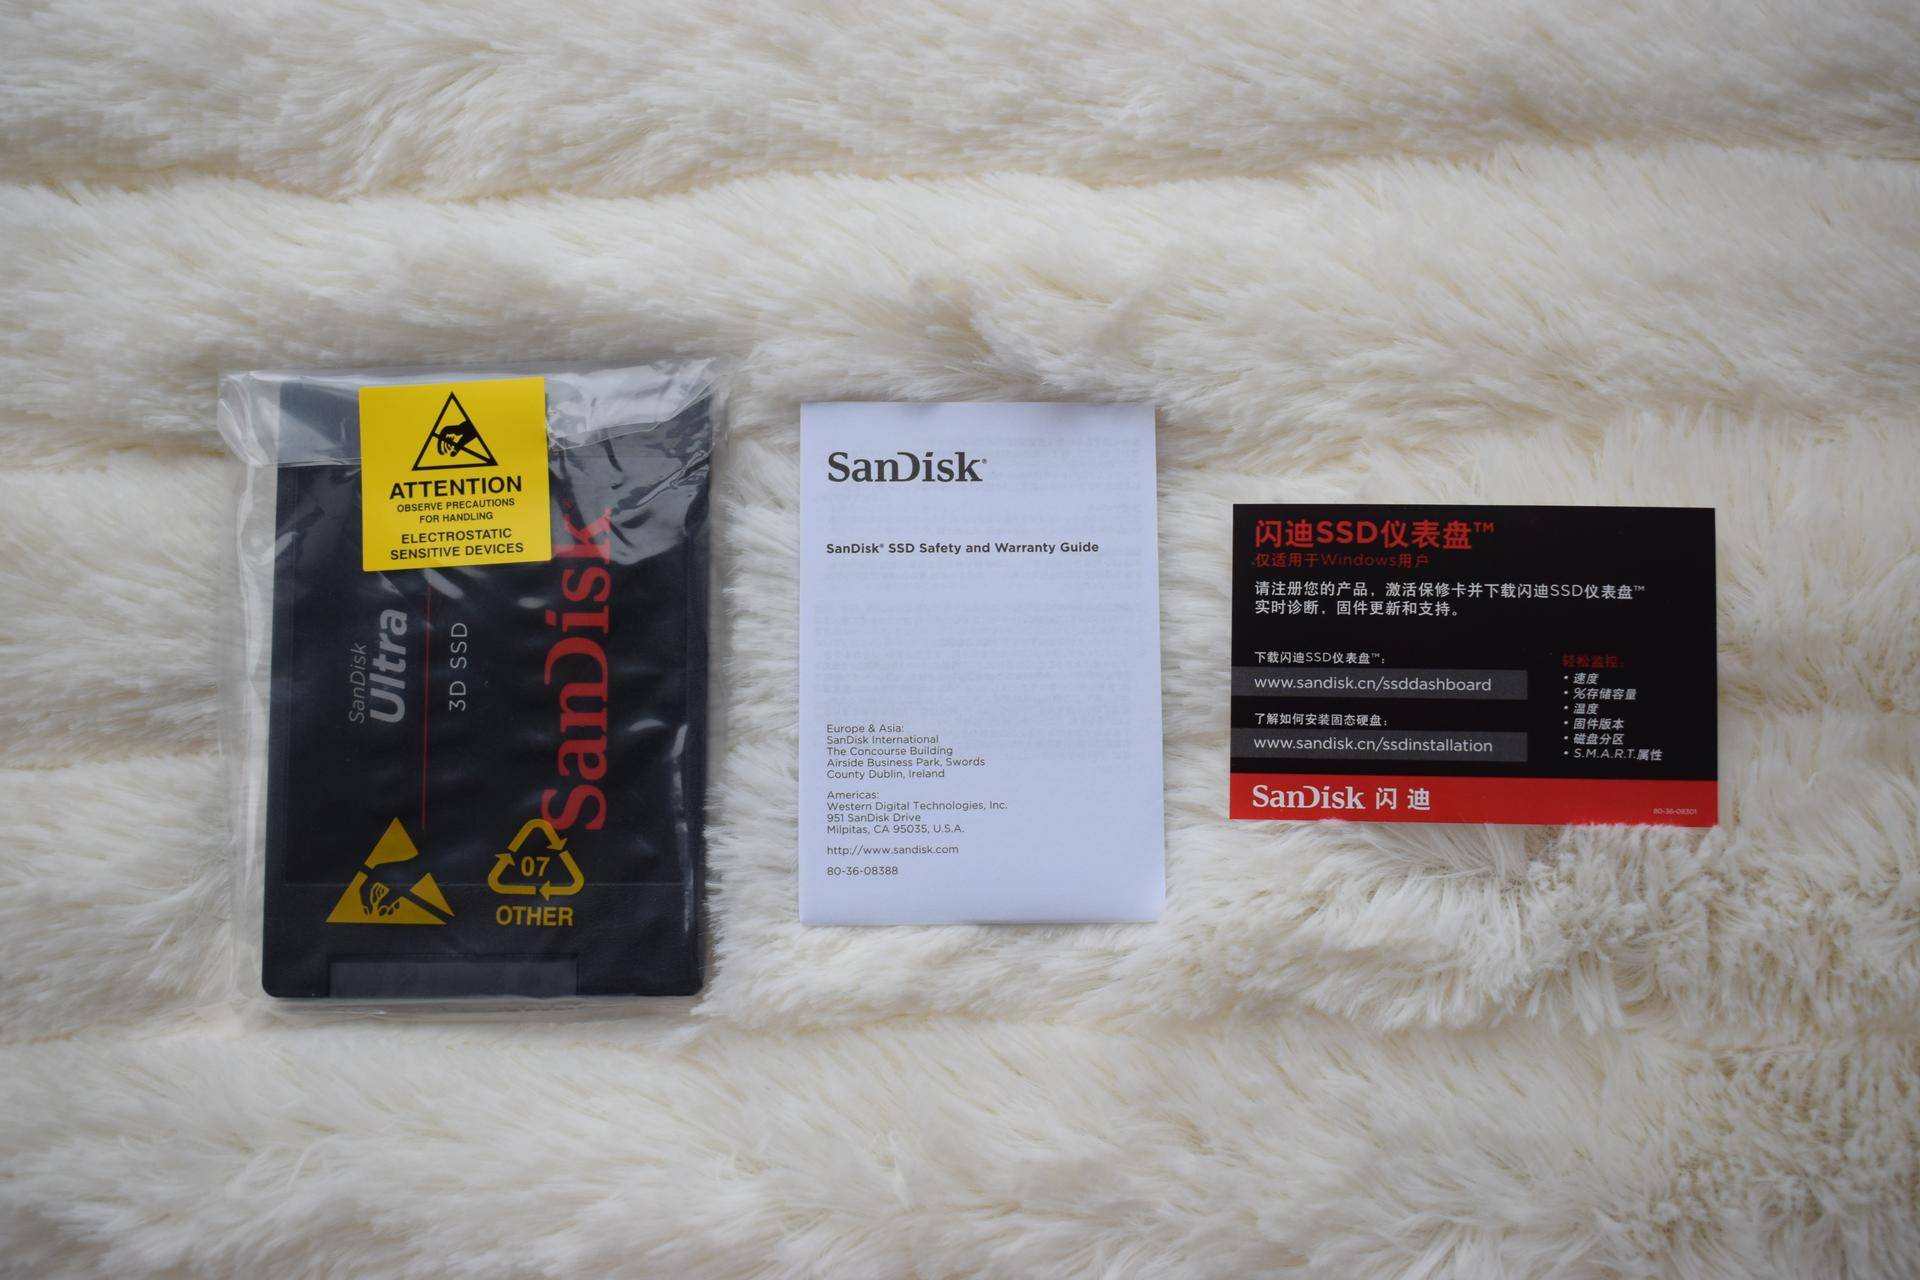 ATTENTION
OBSERVE PRECAUTIONS
FOR HANDLING
ELECTROSTATIC
SENSITIVE DEVICES
SanDisk
Ultra
3D SSD
SanDisk®
07
OTHER
SanDisk®
SanDisk® SSD Safety and Warranty Guide
Europe & Asia:
SanDisk International
The Concourse Building
Airside Business Park, Swords
County Dublin, Ireland
Americas:
Western Digital Technologies, Inc.
951 SanDisk Drive
Milpitas, CA 95035, U.S.A.
http://www.sandisk.com
80-36-08388
闪迪SSD仪表盘™
仅适用于Windows用户
请注册您的产品，激活保修卡并下载闪迪SSD仪表盘™
实时诊断，固件更新和支持。
下载闪迪SSD仪表盘™：
www.sandisk.cn/ssddashboard
了解如何安装固态硬盘：
www.sandisk.cn/ssdinstallation
轻松监控：
• 速度
• %存储容量
• 温度
• 固件版本
• 磁盘分区
• S.M.A.R.T.属性
SanDisk 闪迪
80-36-08301